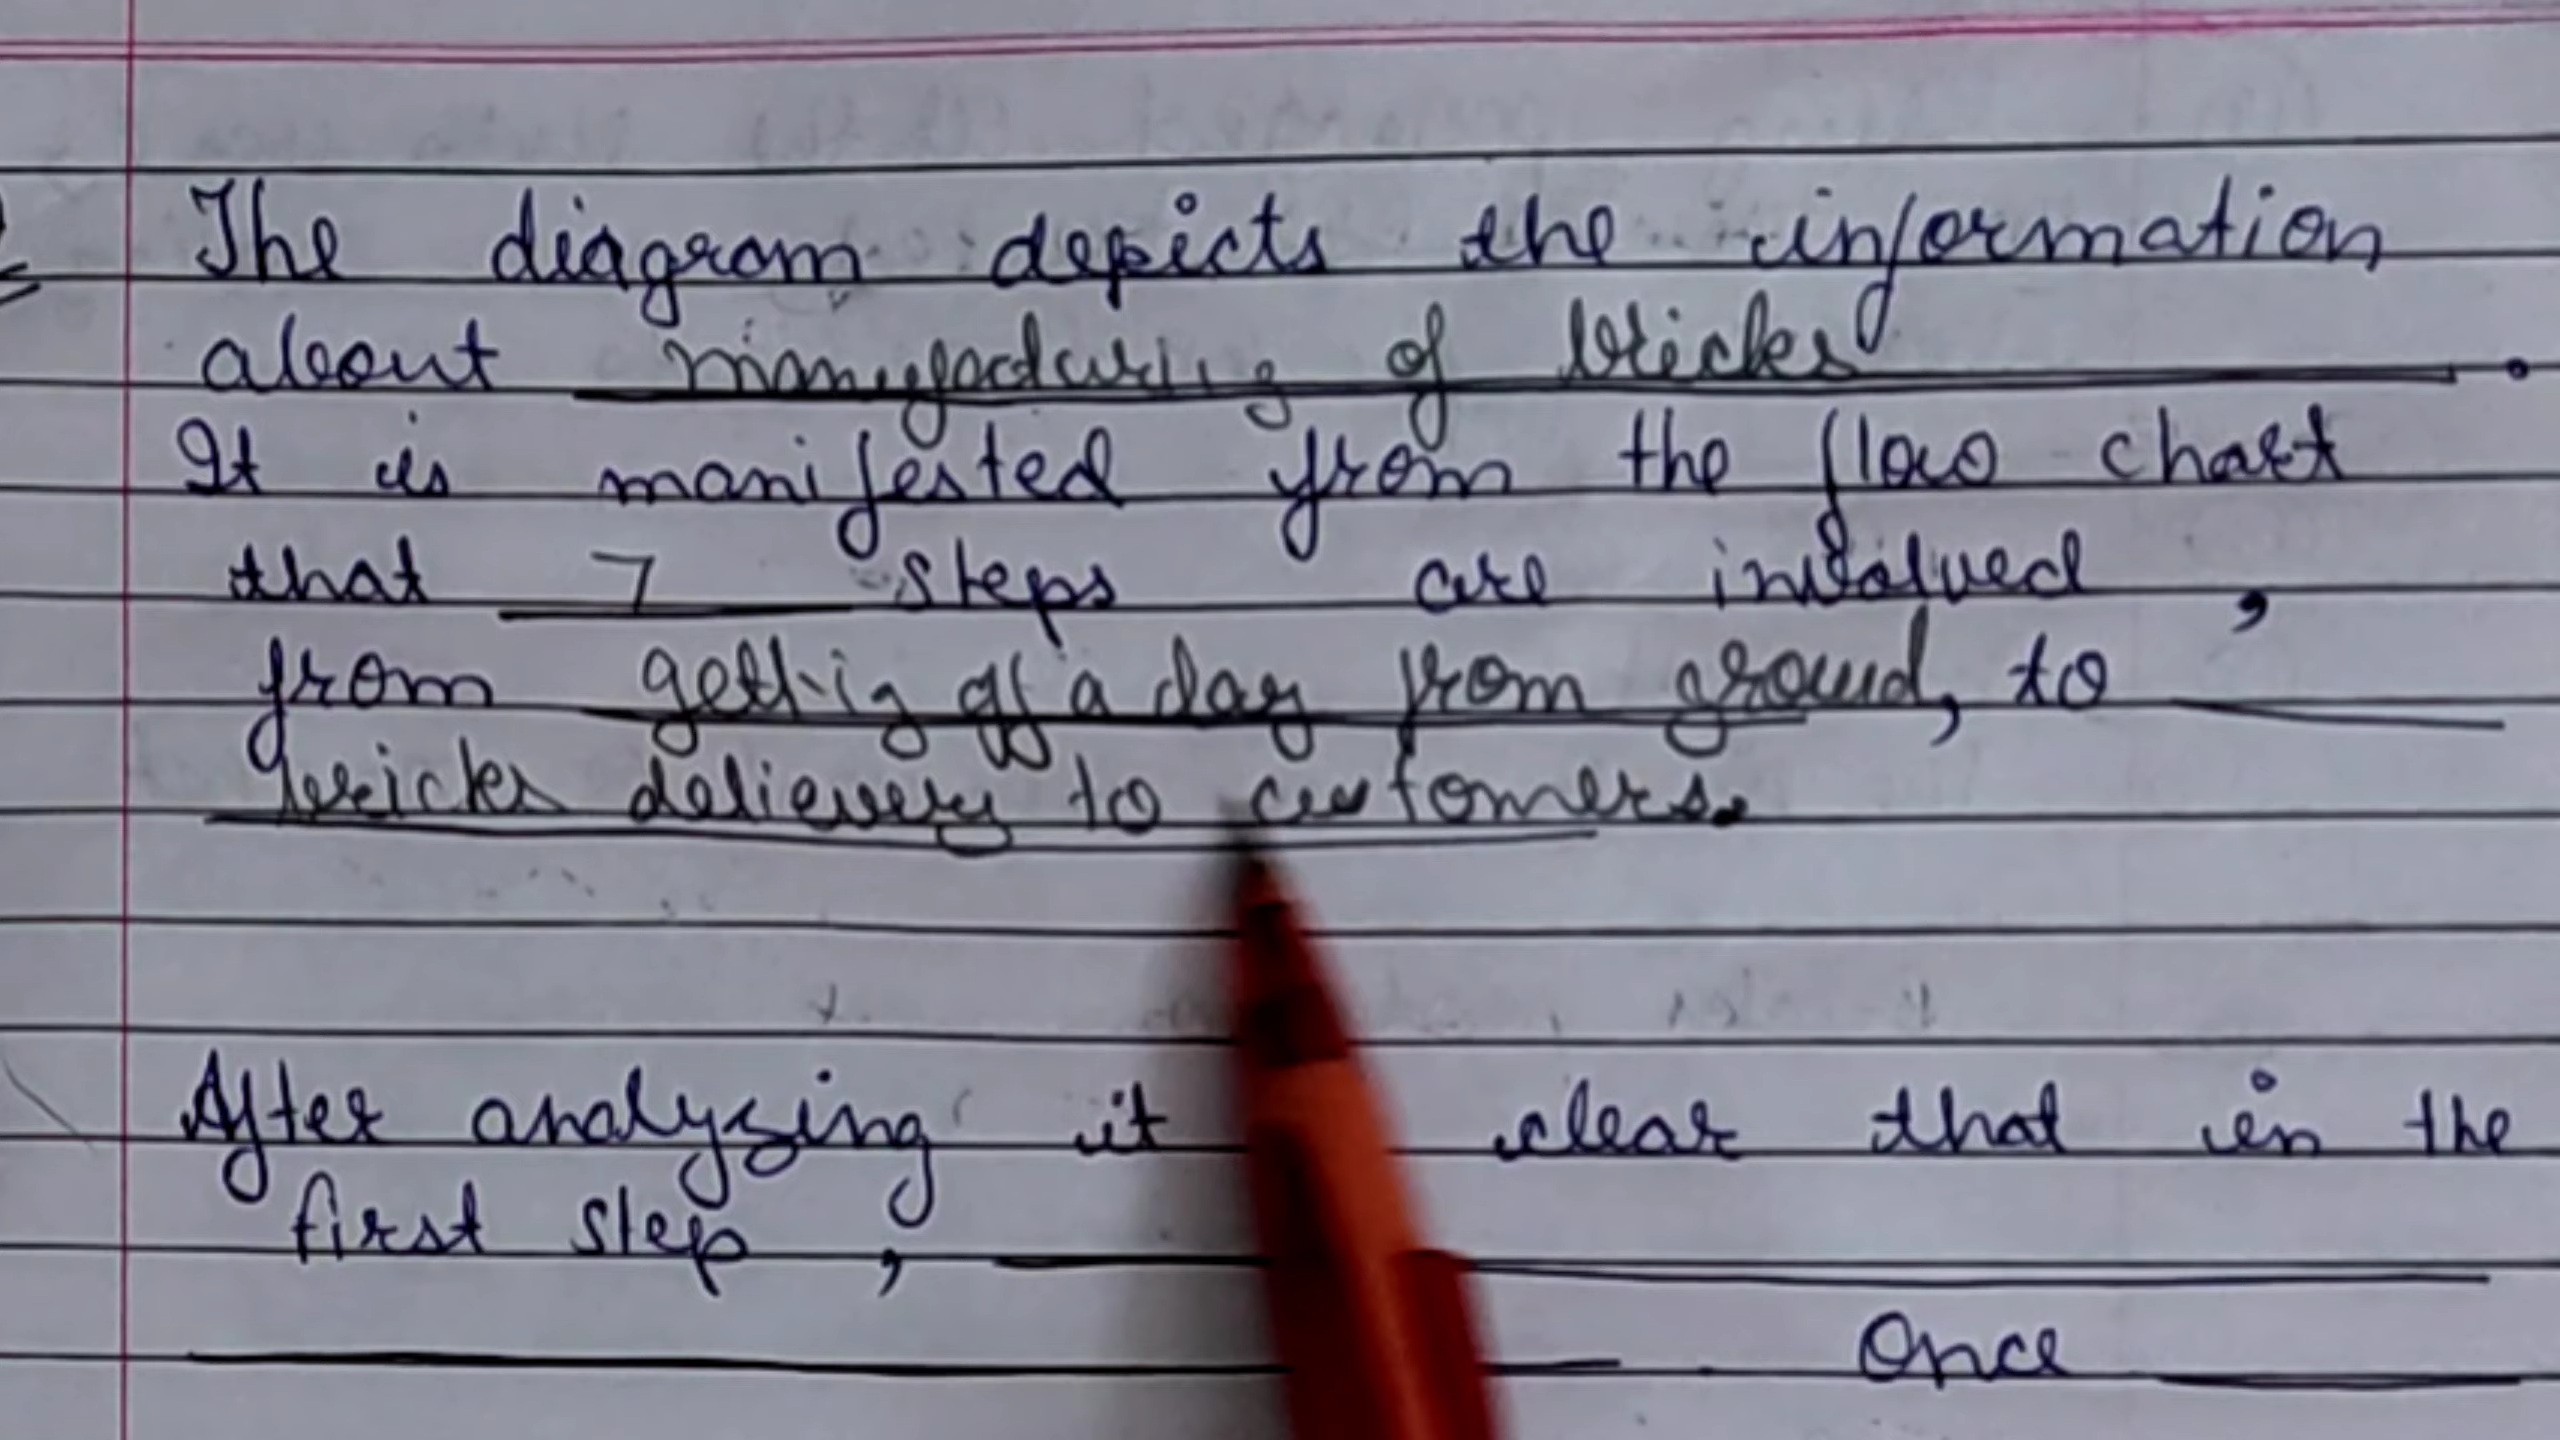 The diagram depicts the information
about manufacturing of bricks .
It is manifested from the flow chart
that 7 steps are involved ,
from getting of a clay from ground, to
bricks delievery to customers.
After analyzing it clear that in the
first step ,
Once